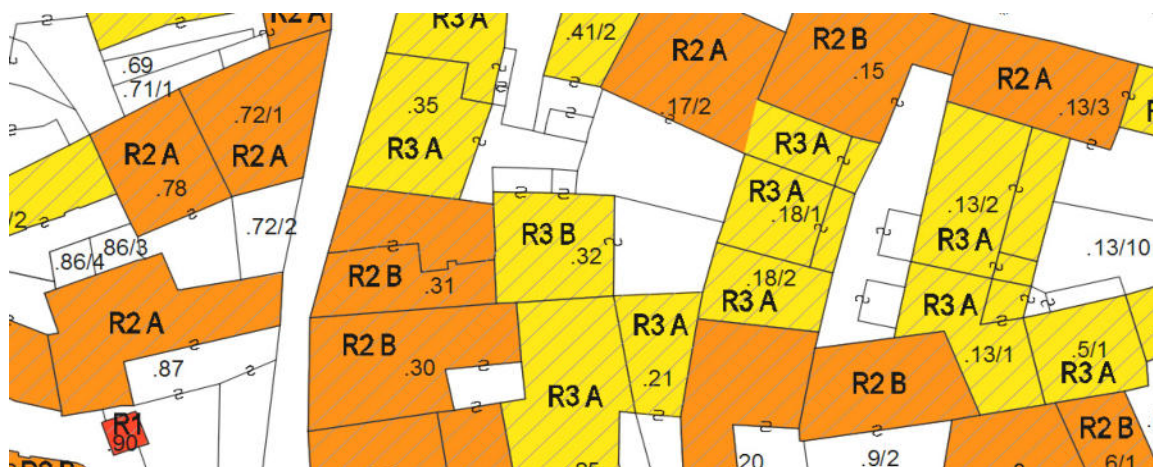 R2 A
R3 A
.41/2
R2 A
R2 B
.15
R2 A
.69
.71/1
.72/1
R2 A
.35
R3 A
.17/2
.13/3
R2 A
.78
R3 A
R3 A
.18/1
.13/2
R3 A
.72/2
/2
.86/3
.86/4
R3 B
.32
.13/10
R2 B
.31
.18/2
R3 A
R3 A
R2 A
R3 A
R2 B
.30
.13/1
.5/1
R3 A
.87
.21
R2 B
R3 A
R1
.90
R2 B
R2 B
.20
.9/2
6/1